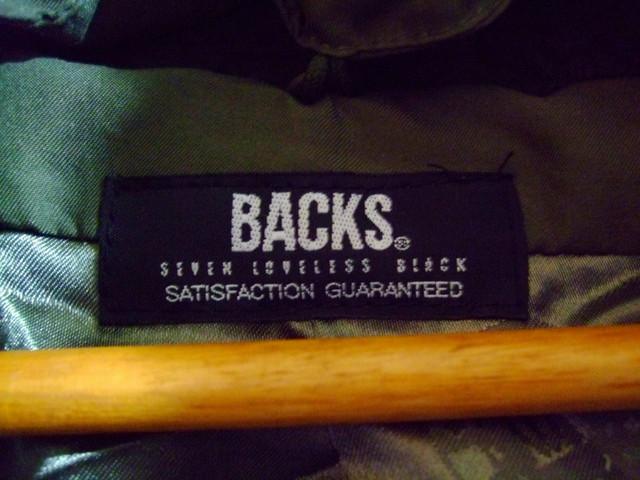 BACKS.®
SEVEN LOVELESS BLACK
SATISFACTION GUARANTEED